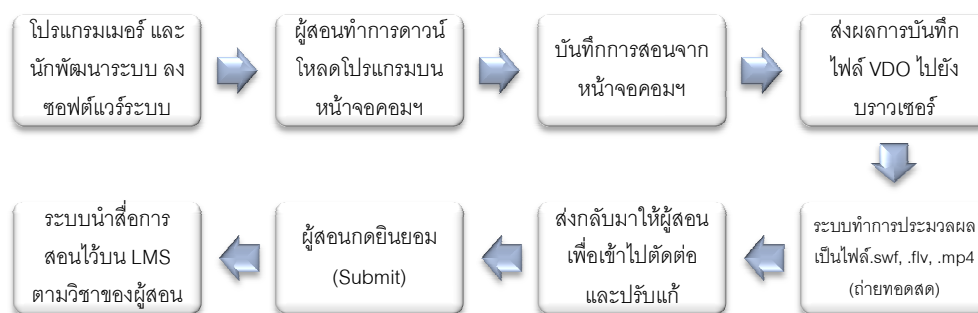 โปรแกรมเมอร์ และ
นักพัฒนาระบบ ลง
ซอฟต์แวร์ระบบ
ผู้สอนทำการดาวน์
โหลดโปรแกรมบน
หน้าจอคอมฯ
บันทึกการสอนจาก
หน้าจอคอมฯ
ส่งผลการบันทึก
ไฟล์ VDO ไปยัง
บราวเซอร์
ระบบทำการประมวลผล
เป็นไฟล์.swf, .flv, .mp4
(ถ่ายทอดสด)
ส่งกลับมาให้ผู้สอน
เพื่อเข้าไปตัดต่อ
และปรับแก้
ผู้สอนกดยินยอม
(Submit)
ระบบนำสื่อการ
สอนไว้บน LMS
ตามวิชาของผู้สอน